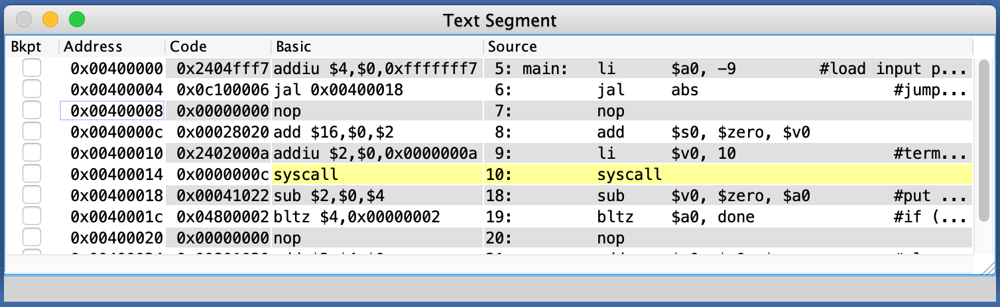 Text Segment
Bkpt Address Code Basic Source
0x00400000 0x2404fff7 addiu $4,$0,0xfffffff7 5: main: li $a0, -9 #load input p...
0x00400004 0x0c100006 jal 0x00400018 6: jal abs #jump...
0x00400008 0x00000000 nop 7: nop
0x0040000c 0x00028020 add $16,$0,$2 8: add $s0, $zero, $v0
0x00400010 0x2402000a addiu $2,$0,0x0000000a 9: li $v0, 10 #term...
0x00400014 0x0000000c syscall 10: syscall
0x00400018 0x00041022 sub $2,$0,$4 18: sub $v0, $zero, $a0 #put ...
0x0040001c 0x04800002 bltz $4,0x00000002 19: bltz $a0, done #if (...
0x00400020 0x00000000 nop 20: nop